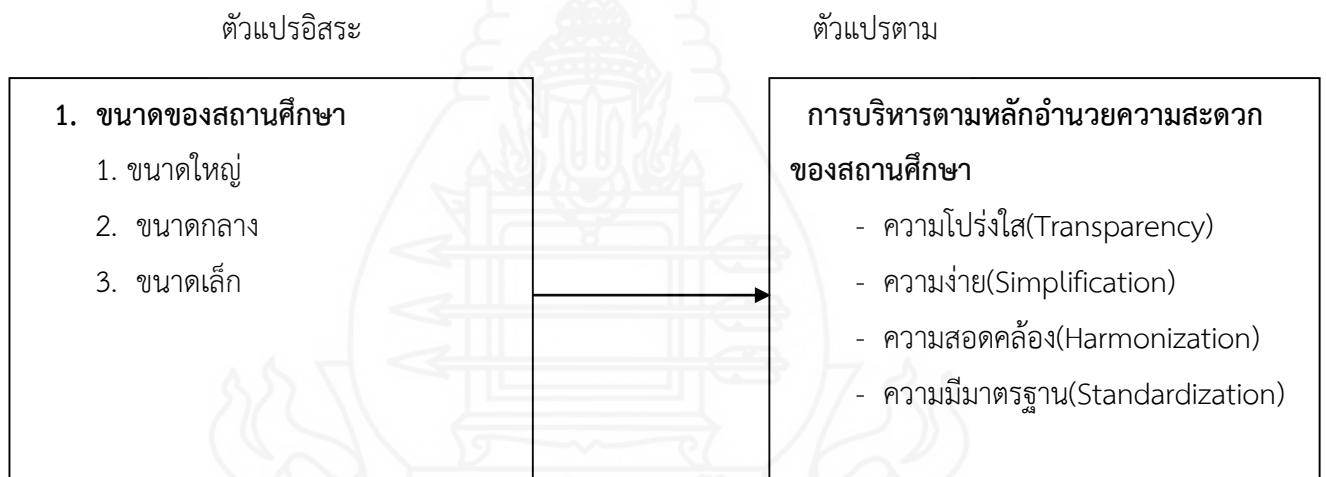 ตัวแปรอิสระ
ตัวแปรตาม
1. ขนาดของสถานศึกษา
1. ขนาดใหญ่
2. ขนาดกลาง
3. ขนาดเล็ก
การบริหารตามหลักอำนวยความสะดวก
ของสถานศึกษา
- ความโปร่งใส(Transparency)
- ความง่าย(Simplification)
- ความสอดคล้อง(Harmonization)
- ความมีมาตรฐาน(Standardization)